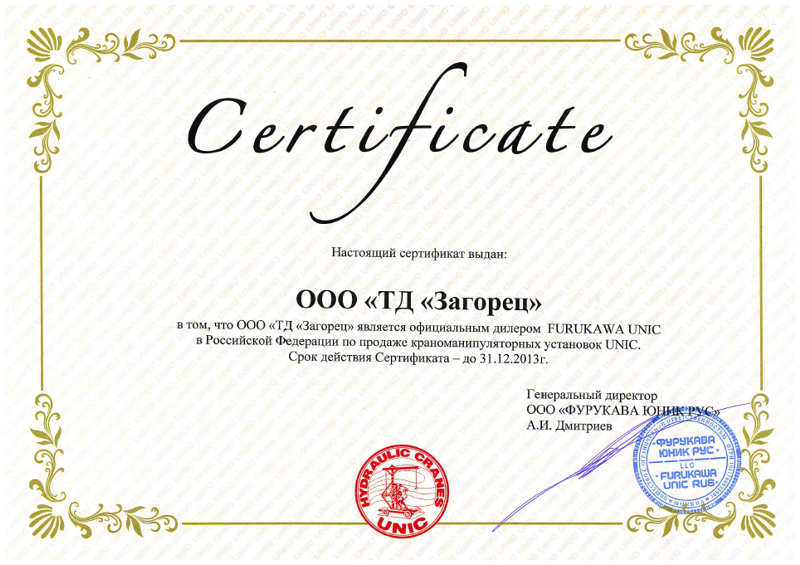 Certificate
Настоящий сертификат выдан:
ООО «ТД «Загорец»
в том, что ООО «ТД «Загорец» является официальным дилером FURUKAWA UNIC
в Российской Федерации по продаже краноманипуляторных установок UNIC.
Срок действия Сертификата – до 31.12.2013г.
Генеральный директор
ООО «ФУРУКАВА ЮНИК РУС»
А.И. Дмитриев
HYDRAULIC CRANES
UNIC
ФУРУКАВА
ЮНИК РУС
LLC
FURUKAWA
UNIC RUS
МОСКВА